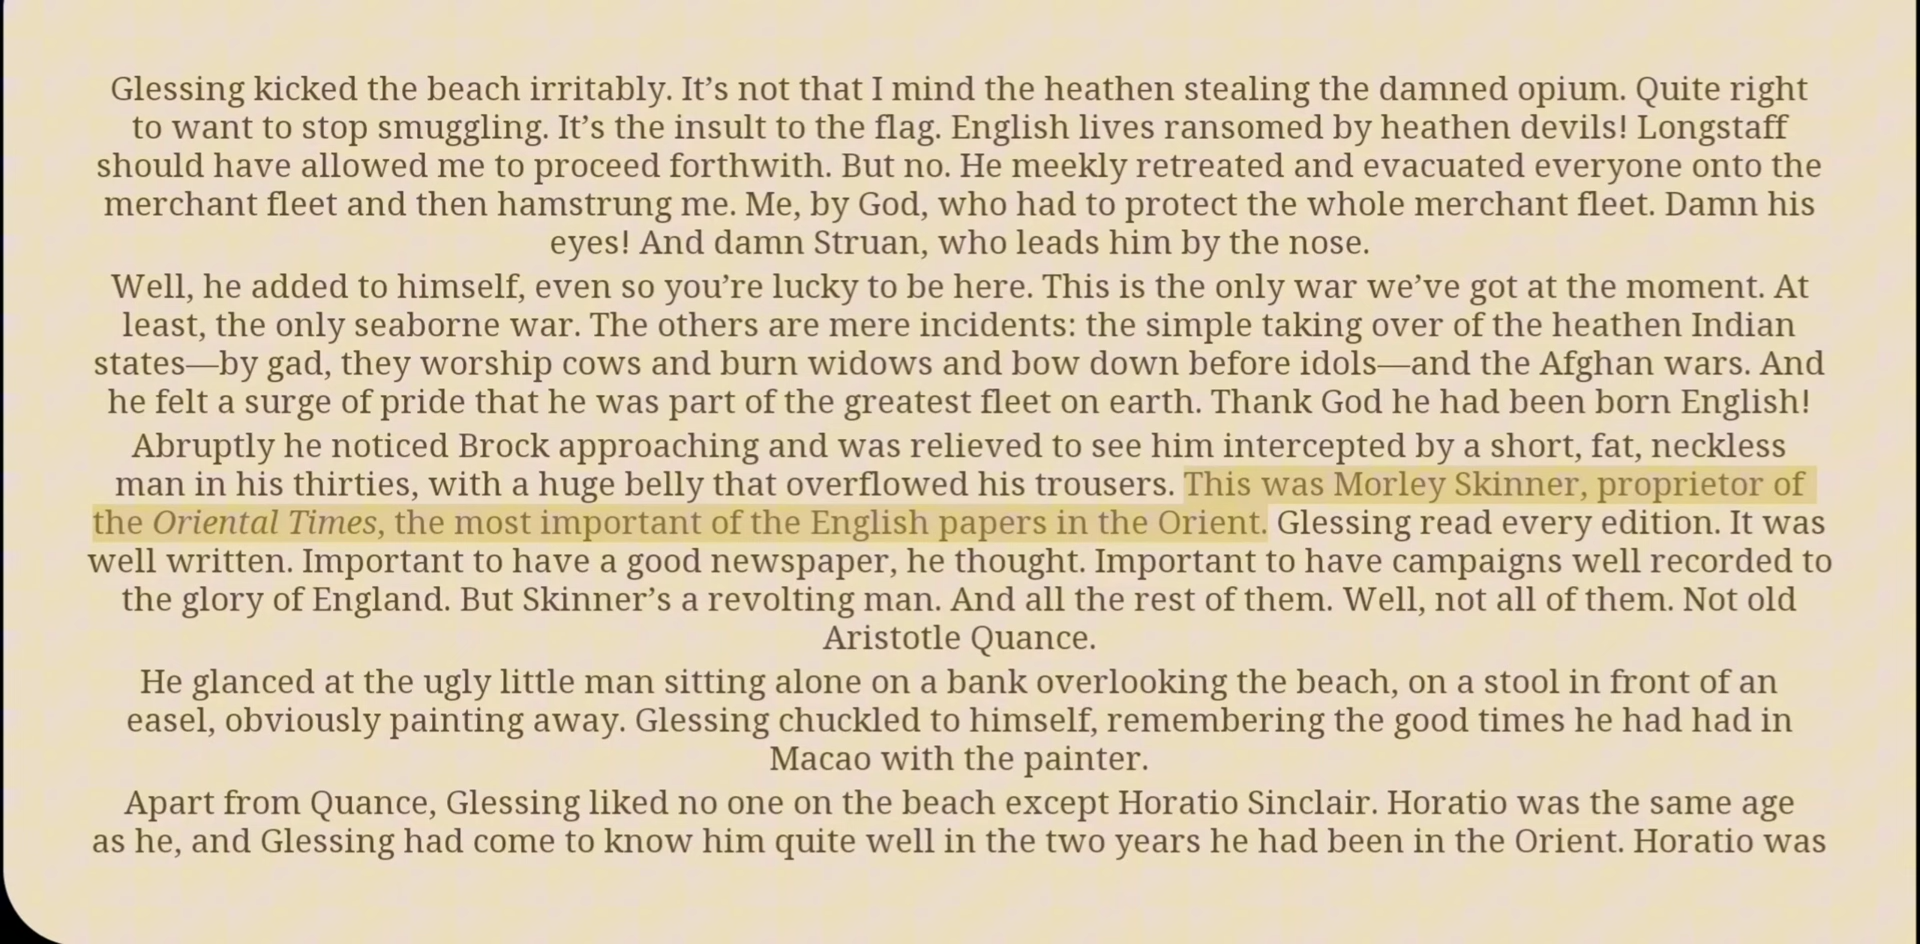 Glessing kicked the beach irritably. It’s not that I mind the heathen stealing the damned opium. Quite right
to want to stop smuggling. It’s the insult to the flag. English lives ransomed by heathen devils! Longstaff
should have allowed me to proceed forthwith. But no. He meekly retreated and evacuated everyone onto the
merchant fleet and then hamstrung me. Me, by God, who had to protect the whole merchant fleet. Damn his
eyes! And damn Struan, who leads him by the nose.
Well, he added to himself, even so you’re lucky to be here. This is the only war we’ve got at the moment. At
least, the only seaborne war. The others are mere incidents: the simple taking over of the heathen Indian
states—by gad, they worship cows and burn widows and bow down before idols—and the Afghan wars. And
he felt a surge of pride that he was part of the greatest fleet on earth. Thank God he had been born English!
Abruptly he noticed Brock approaching and was relieved to see him intercepted by a short, fat, neckless
man in his thirties, with a huge belly that overflowed his trousers. This was Morley Skinner, proprietor of
the Oriental Times, the most important of the English papers in the Orient. Glessing read every edition. It was
well written. Important to have a good newspaper, he thought. Important to have campaigns well recorded to
the glory of England. But Skinner’s a revolting man. And all the rest of them. Well, not all of them. Not old
Aristotle Quance.
He glanced at the ugly little man sitting alone on a bank overlooking the beach, on a stool in front of an
easel, obviously painting away. Glessing chuckled to himself, remembering the good times he had had in
Macao with the painter.
Apart from Quance, Glessing liked no one on the beach except Horatio Sinclair. Horatio was the same age
as he, and Glessing had come to know him quite well in the two years he had been in the Orient. Horatio was